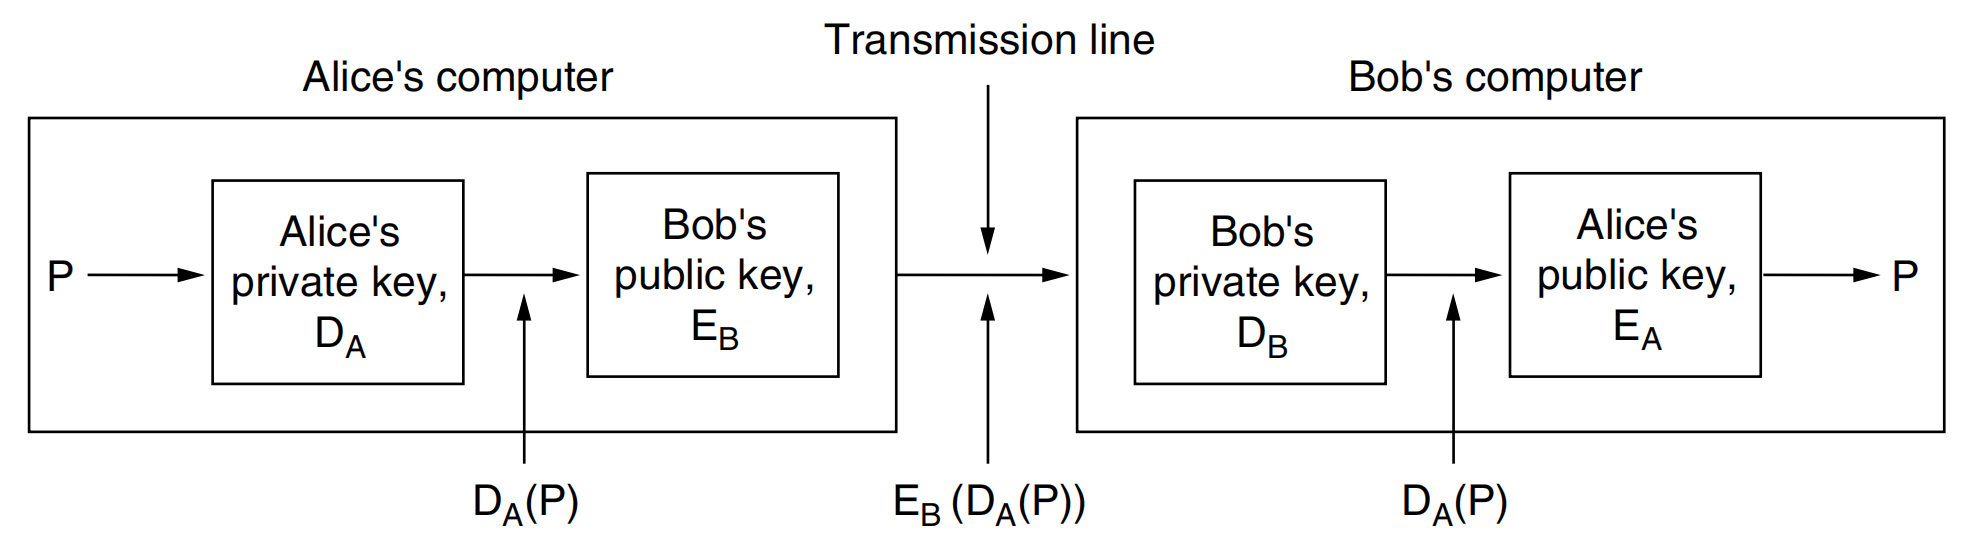 Transmission line
Alice's computer
Bob's computer
P
Alice's
private key,
D_A
Bob's
public key,
E_B
Bob's
private key,
D_B
Alice's
public key,
E_A
P
D_A(P)
E_B (D_A(P))
D_A(P)